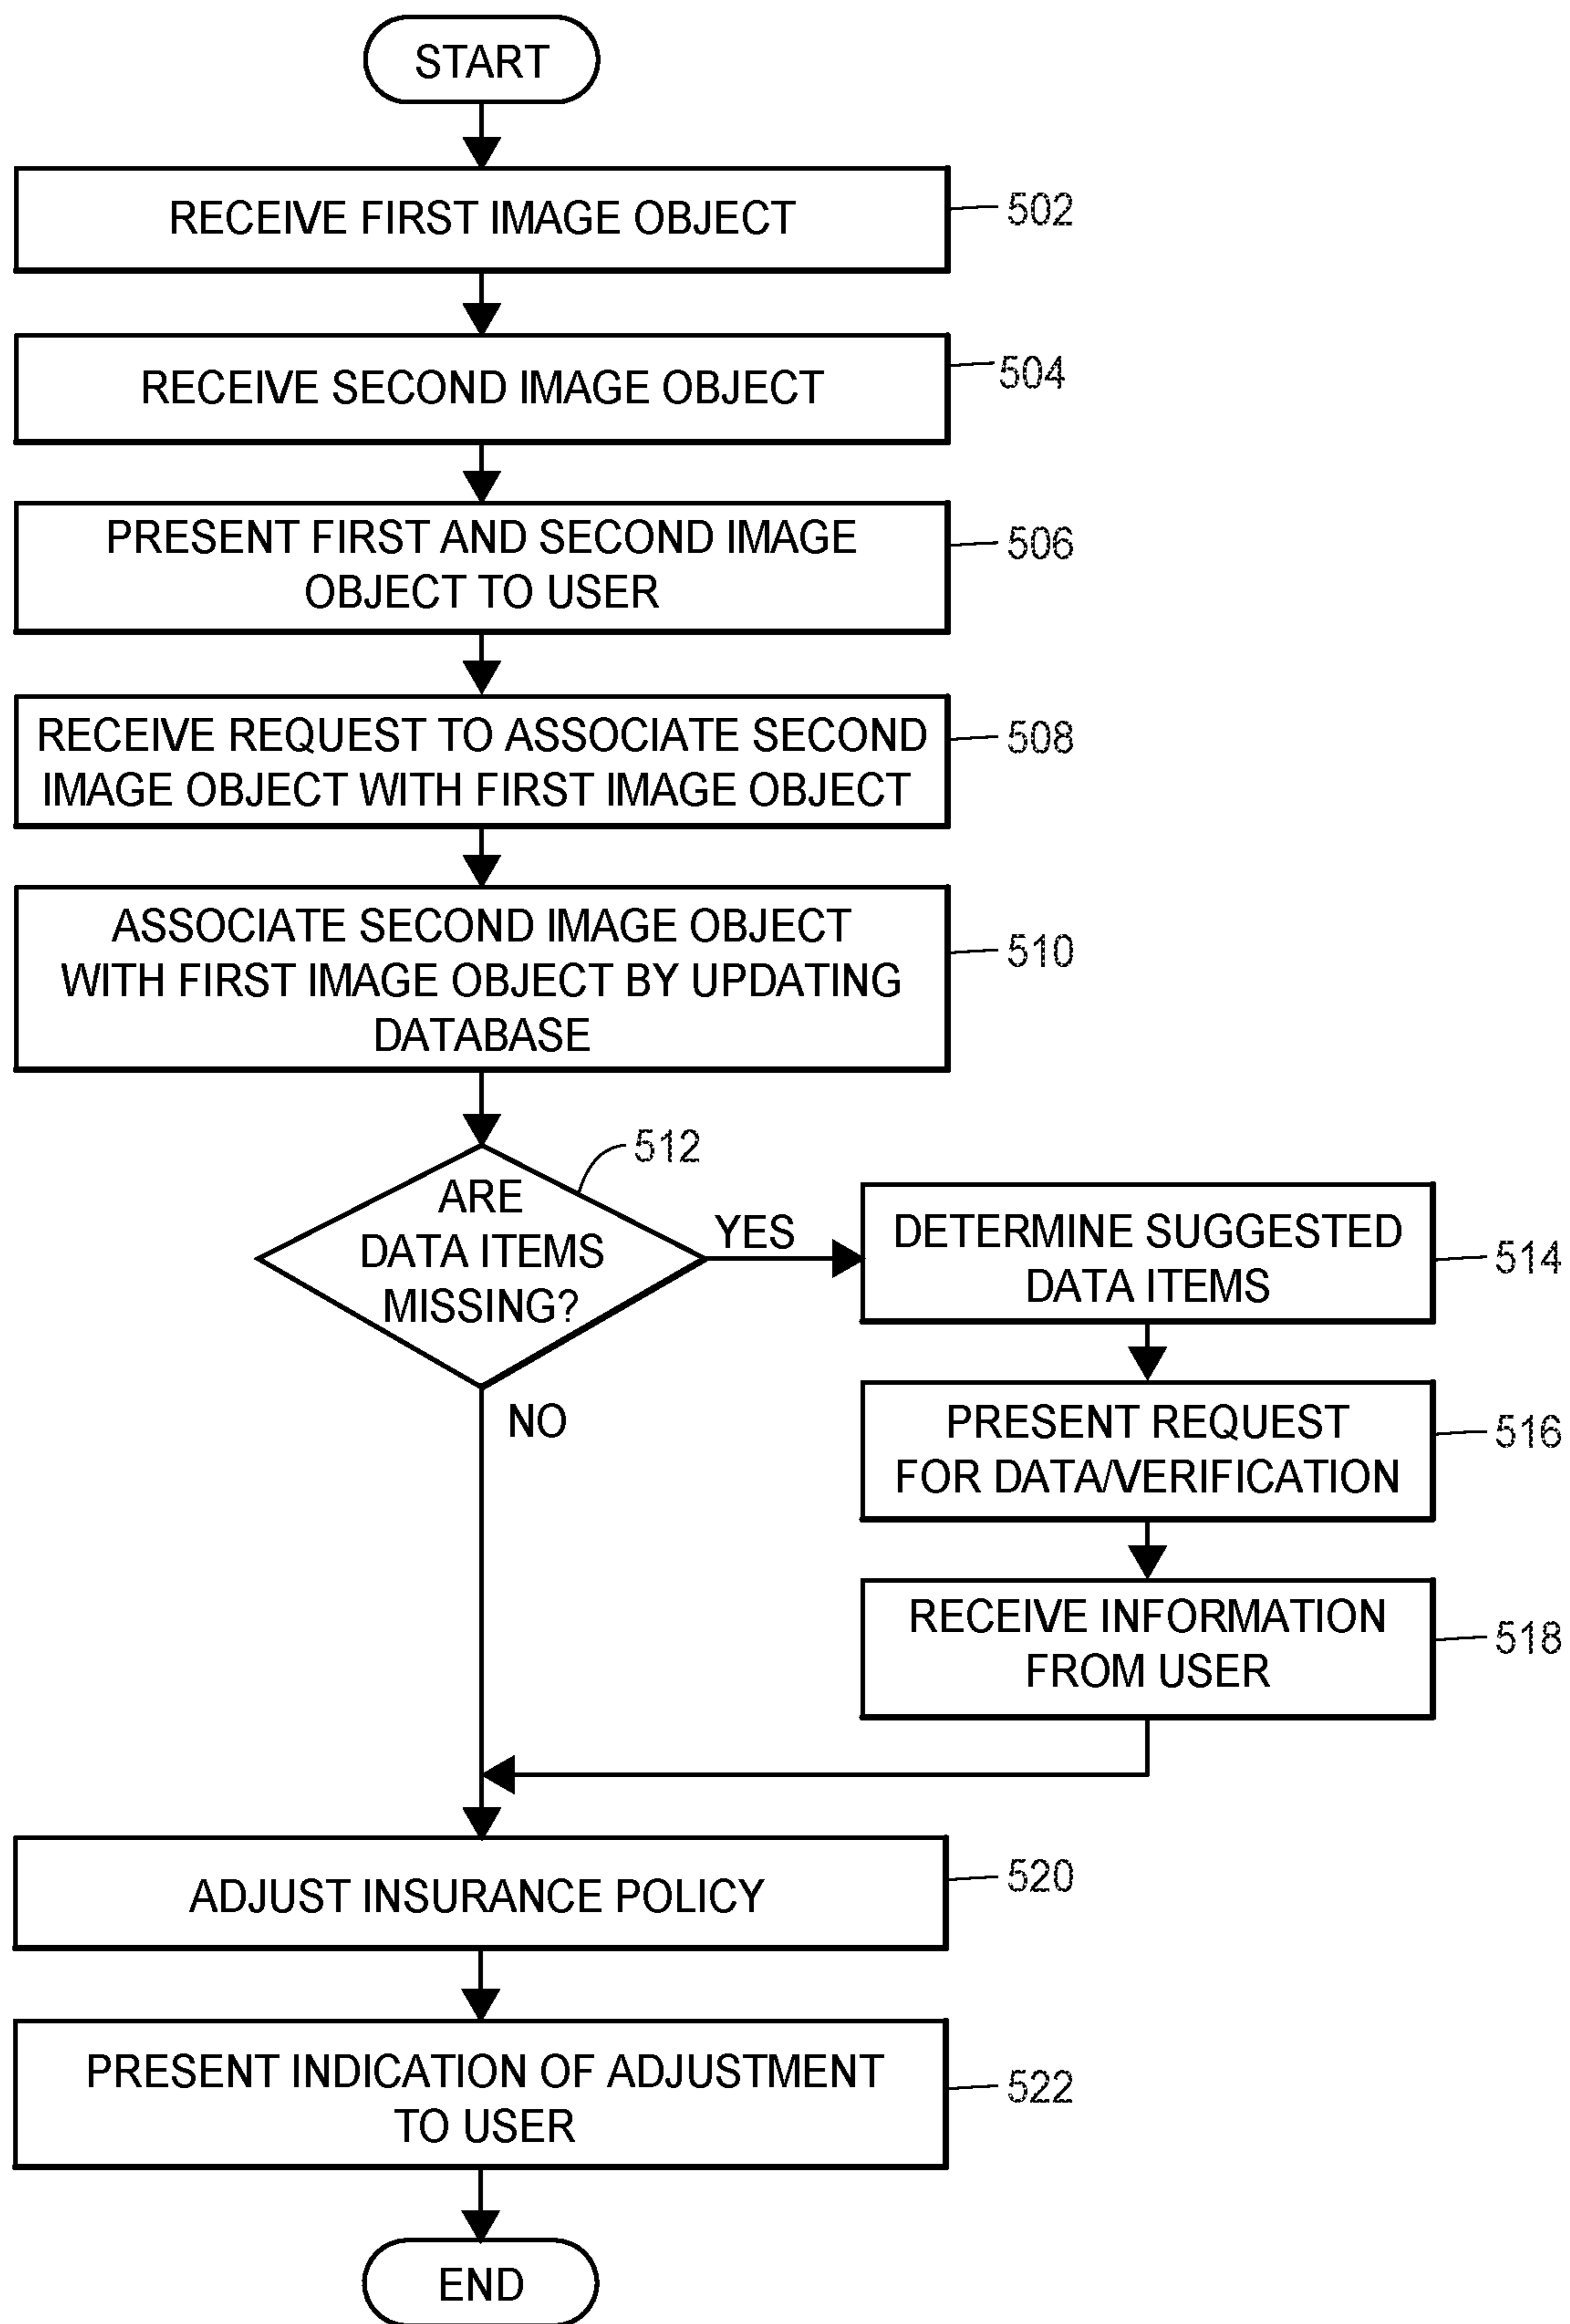 START
RECEIVE FIRST IMAGE OBJECT
502
RECEIVE SECOND IMAGE OBJECT
504
PRESENT FIRST AND SECOND IMAGE
OBJECT TO USER
506
RECEIVE REQUEST TO ASSOCIATE SECOND
IMAGE OBJECT WITH FIRST IMAGE OBJECT
508
ASSOCIATE SECOND IMAGE OBJECT
WITH FIRST IMAGE OBJECT BY UPDATING
DATABASE
510
512
ARE
DATA ITEMS
MISSING?
YES
DETERMINE SUGGESTED
DATA ITEMS
514
PRESENT REQUEST
FOR DATA/VERIFICATION
516
RECEIVE INFORMATION
FROM USER
518
NO
ADJUST INSURANCE POLICY
520
PRESENT INDICATION OF ADJUSTMENT
TO USER
522
END